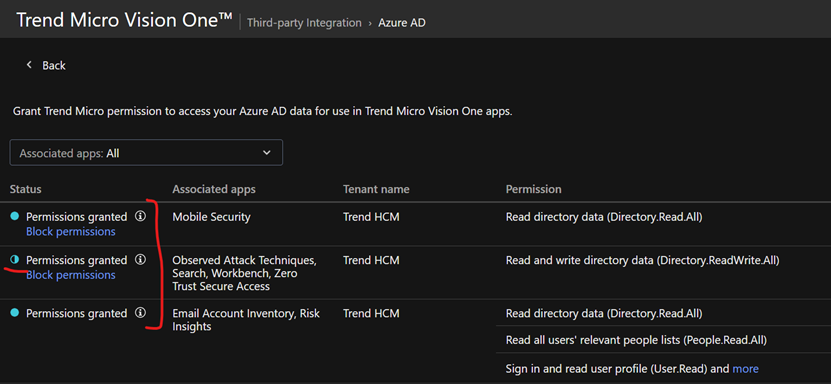 Trend Micro Vision One™ | Third-party Integration › Azure AD
‹ Back
Grant Trend Micro permission to access your Azure AD data for use in Trend Micro Vision One apps.
Associated apps: All
Status Associated apps Tenant name Permission
Permissions granted Mobile Security Trend HCM Read directory data (Directory.Read.All)
Block permissions
Permissions granted Observed Attack Techniques, Trend HCM Read and write directory data (Directory.ReadWrite.All)
Block permissions Search, Workbench, Zero
Trust Secure Access
Permissions granted Email Account Inventory, Risk Trend HCM Read directory data (Directory.Read.All)
Insights
Read all users' relevant people lists (People.Read.All)
Sign in and read user profile (User.Read) and more